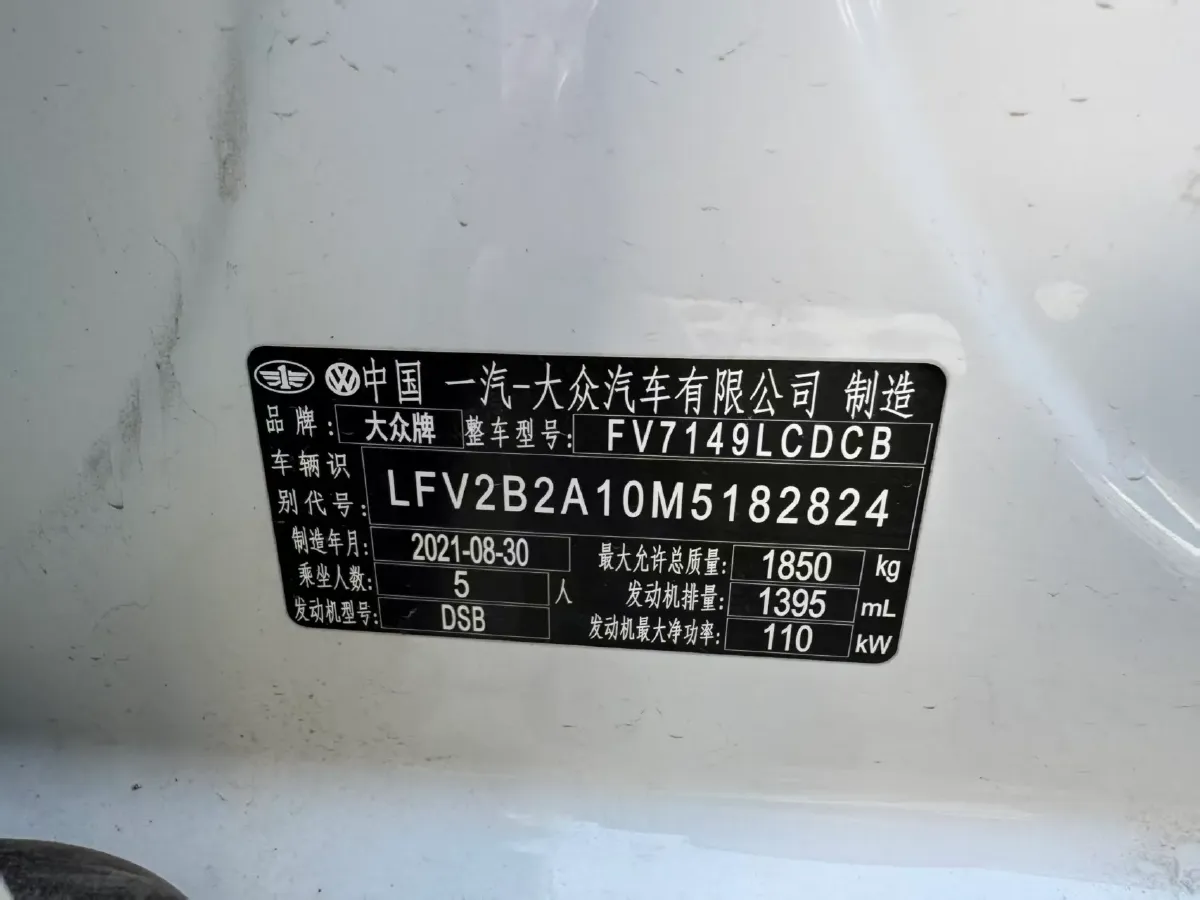 中国 一汽-大众汽车有限公司 制造
品牌: 大众牌 整车型号: FV7149LCDCB
车辆识别代号: LFV2B2A10M5182824
制造年月: 2021-08-30 最大允许总质量: 1850 kg
乘坐人数: 5 人 发动机排量: 1395 mL
发动机型号: DSB 发动机最大净功率: 110 kW